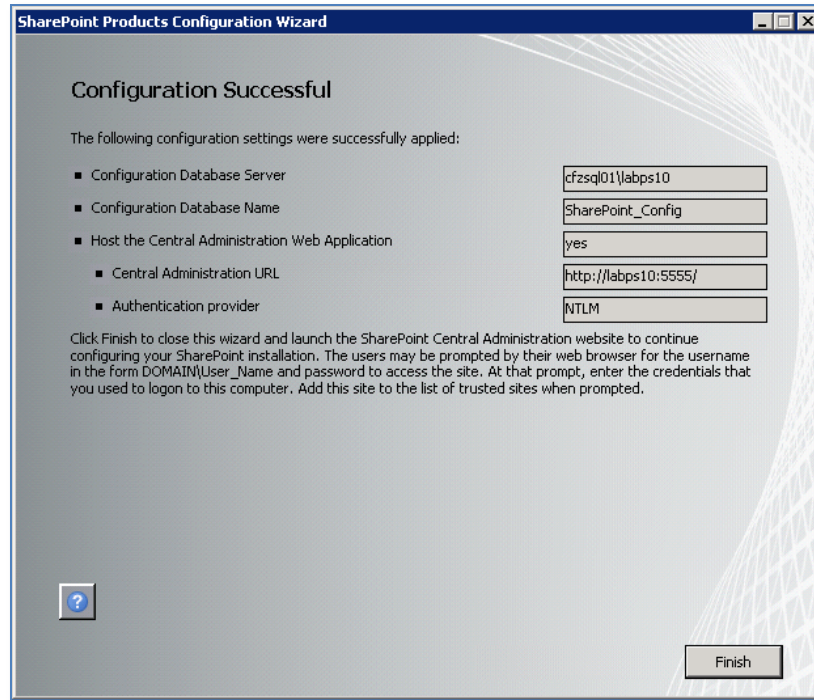 SharePoint Products Configuration Wizard
Configuration Successful
The following configuration settings were successfully applied:
Configuration Database Server
cfzsql01\labps10
Configuration Database Name
SharePoint_Config
Host the Central Administration Web Application
yes
Central Administration URL
http://labps10:5555/
Authentication provider
NTLM
Click Finish to close this wizard and launch the SharePoint Central Administration website to continue
configuring your SharePoint installation. The users may be prompted by their web browser for the username
in the form DOMAIN\User_Name and password to access the site. At that prompt, enter the credentials that
you used to logon to this computer. Add this site to the list of trusted sites when prompted.
?
Finish